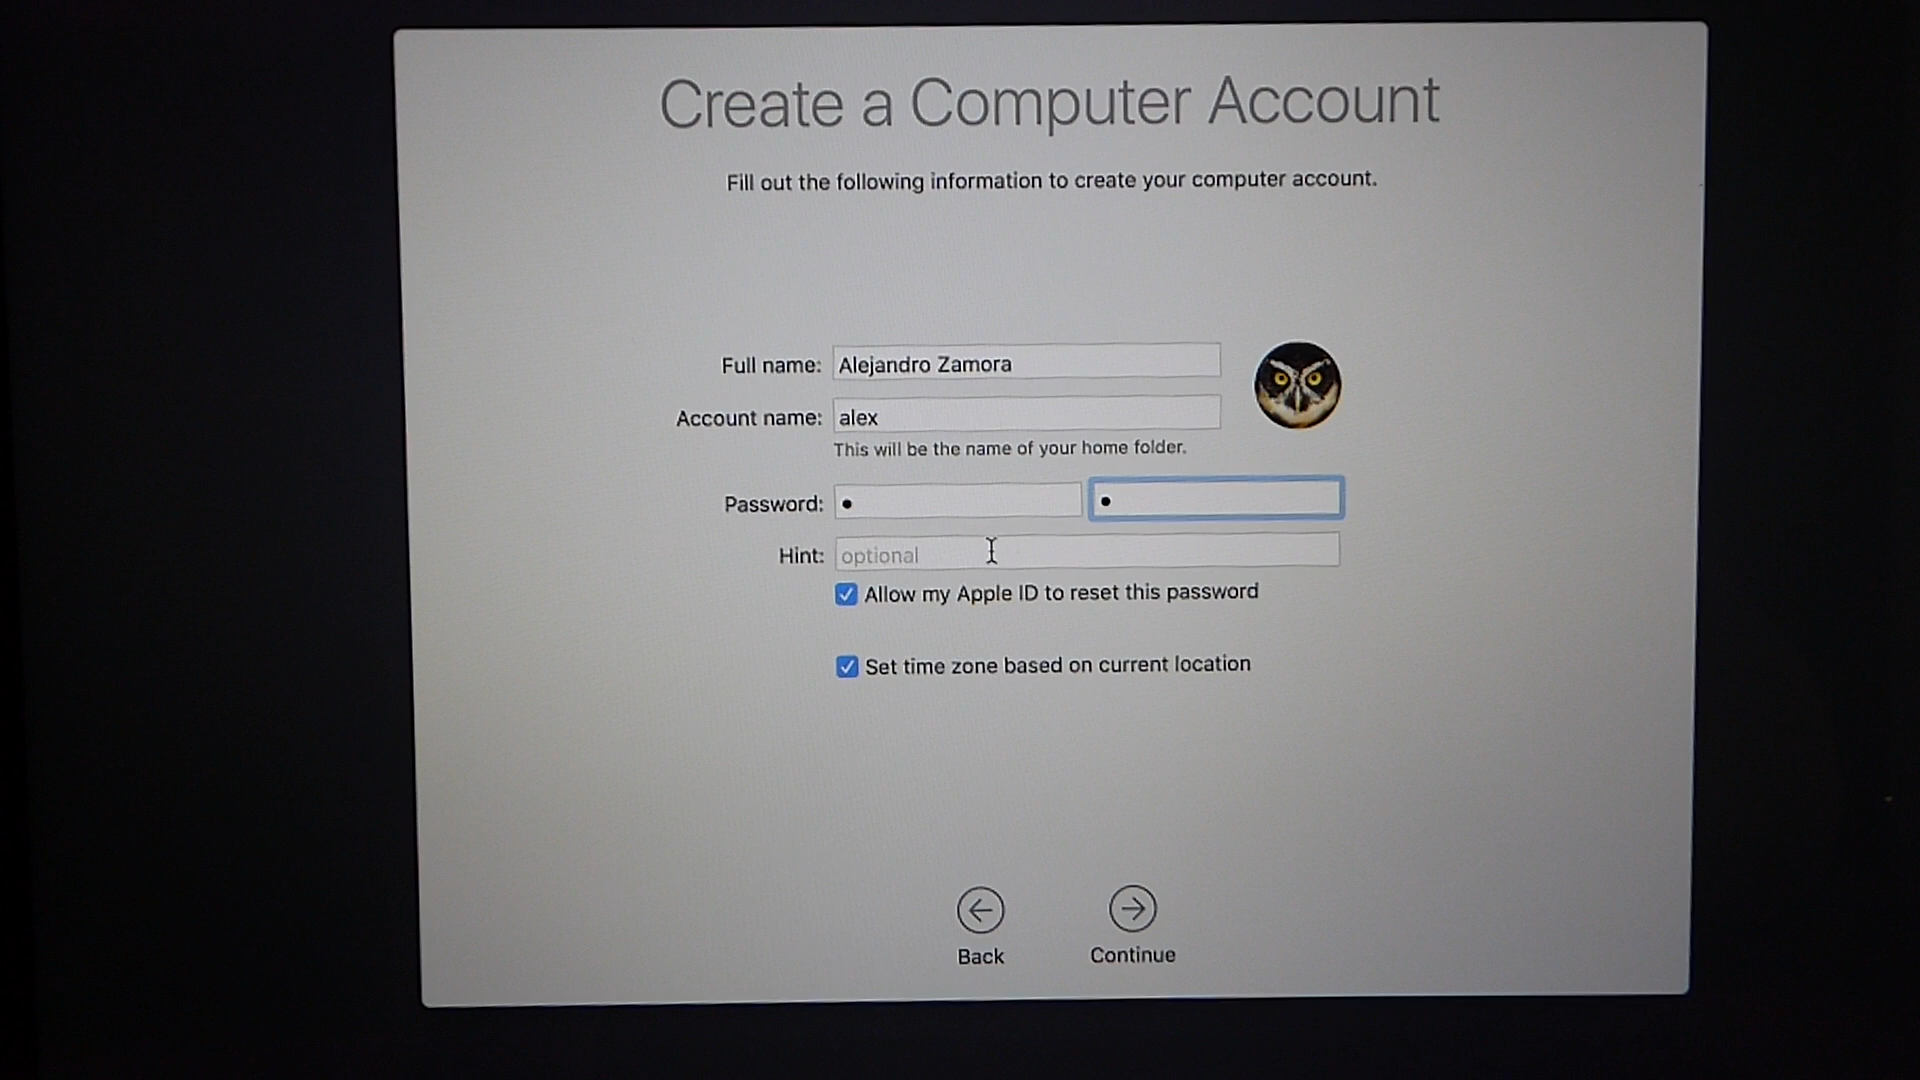 Create a Computer Account
Fill out the following information to create your computer account.
Full name: Alejandro Zamora
Account name: alex
This will be the name of your home folder.
Password: • •
Hint: optional
Allow my Apple ID to reset this password
Set time zone based on current location
Back Continue